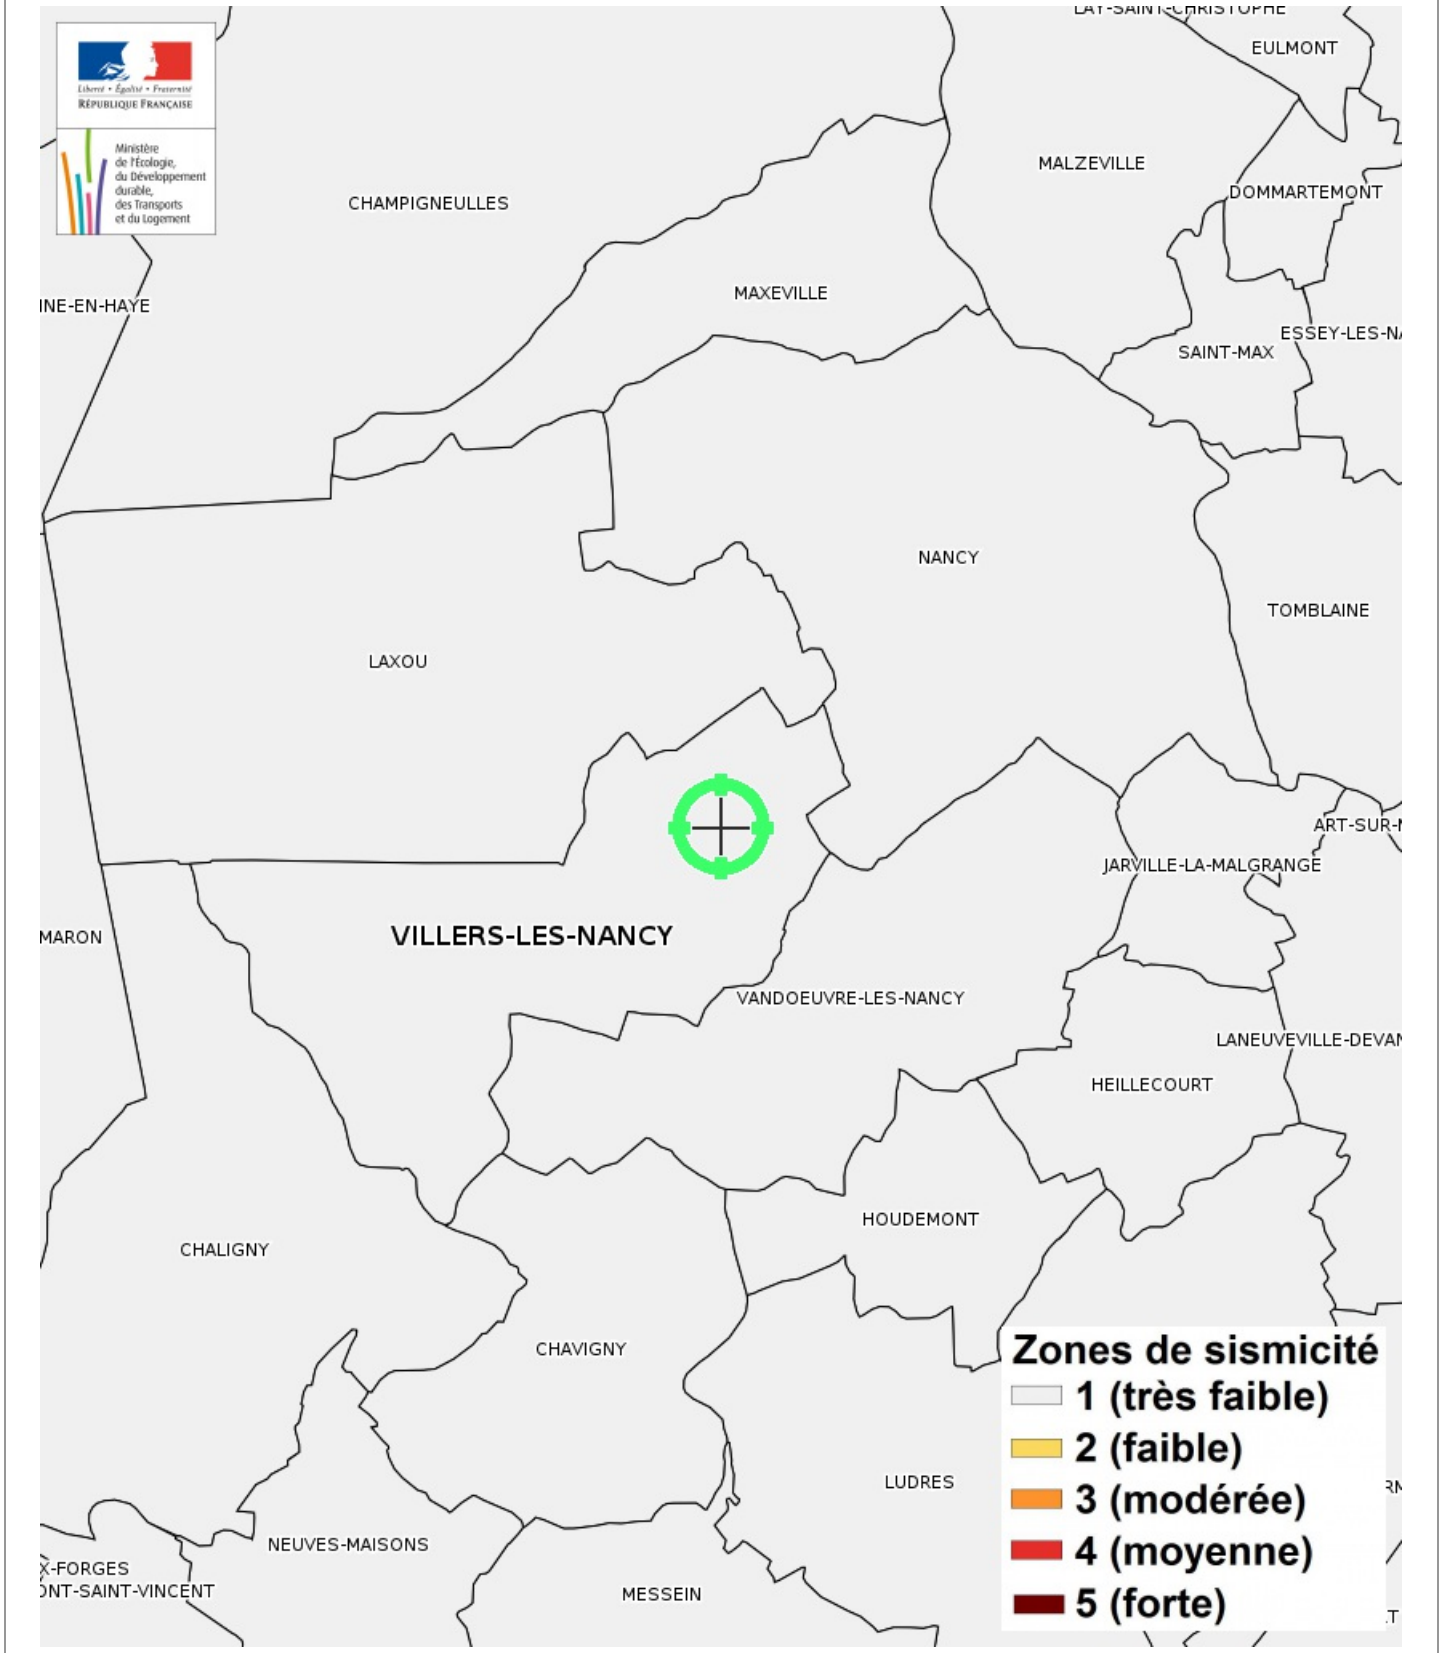 LAY-SAINT-CHRISTOPHE
EULMONT
Liberté • Égalité • Fraternité
RÉPUBLIQUE FRANÇAISE
Ministère
de l'Écologie,
du Développement
durable,
des Transports
et du Logement
MALZEVILLE
DOMMARTEMONT
CHAMPIGNEULLES
MAXEVILLE
INE-EN-HAYE
ESSEY-LES-NA
SAINT-MAX
NANCY
TOMBLAINE
LAXOU
ART-SUR-M
JARVILLE-LA-MALGRANGE
MARON
VILLERS-LES-NANCY
VANDOEUVRE-LES-NANCY
LANEUVEVILLE-DEVAN
HEILLECOURT
HOUDEMONT
CHALIGNY
CHAVIGNY
LUDRES
NEUVES-MAISONS
X-FORGES
ONT-SAINT-VINCENT
MESSEIN
Zones de sismicité
1 (très faible)
2 (faible)
3 (modérée)
4 (moyenne)
5 (forte)